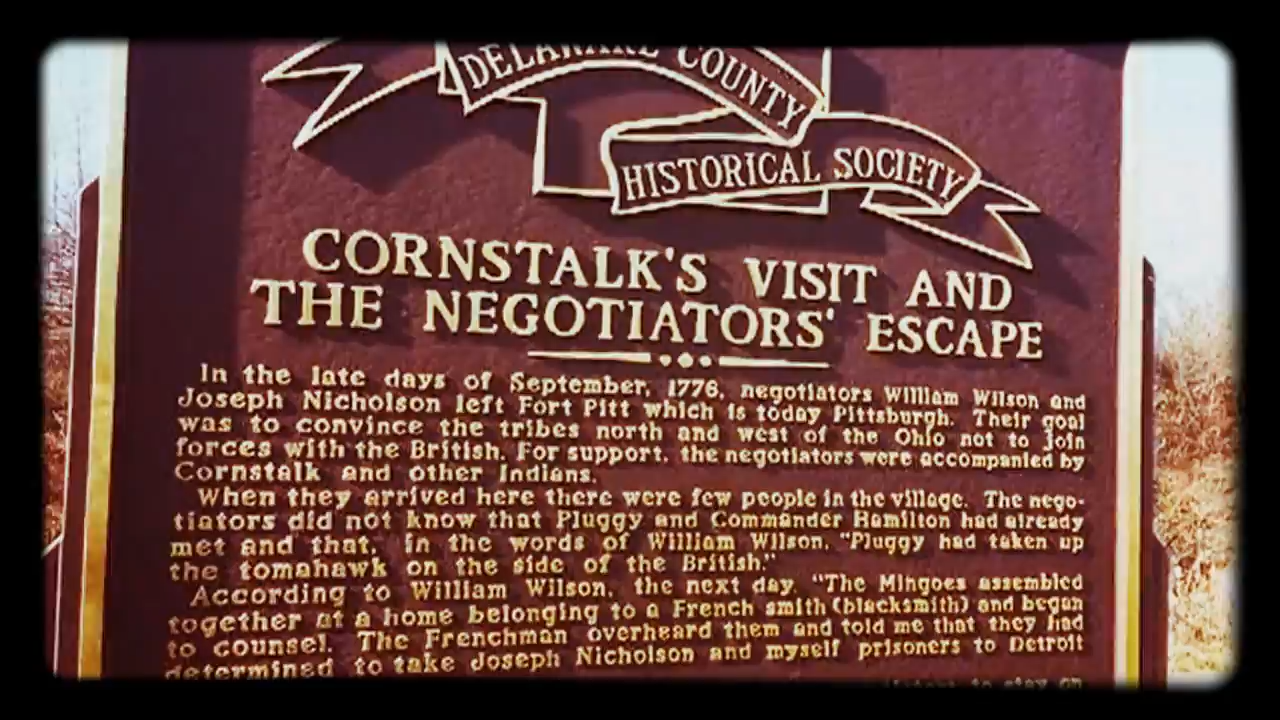 DELAWARE COUNTY
HISTORICAL SOCIETY
CORNSTALK'S VISIT AND
THE NEGOTIATORS' ESCAPE
In the late days of September, 1776, negotiators William Wilson and
Joseph Nicholson left Fort Pitt which is today Pittsburgh. Their goal
was to convince the tribes north and west of the Ohio not to join
forces with the British. For support, the negotiators were accompanied by
Cornstalk and other Indians.
When they arrived here there were few people in the village. The nego-
tiators did not know that Pluggy and Commander Hamilton had already
met and that, in the words of William Wilson, "Pluggy had taken up
the tomahawk on the side of the British."
According to William Wilson, the next day, "The Mingoes assembled
together at a home belonging to a French smith (blacksmith) and began
to counsel. The Frenchman overheard them and told me that they had
determined to take Joseph Nicholson and myself prisoners to Detroit
to stay on